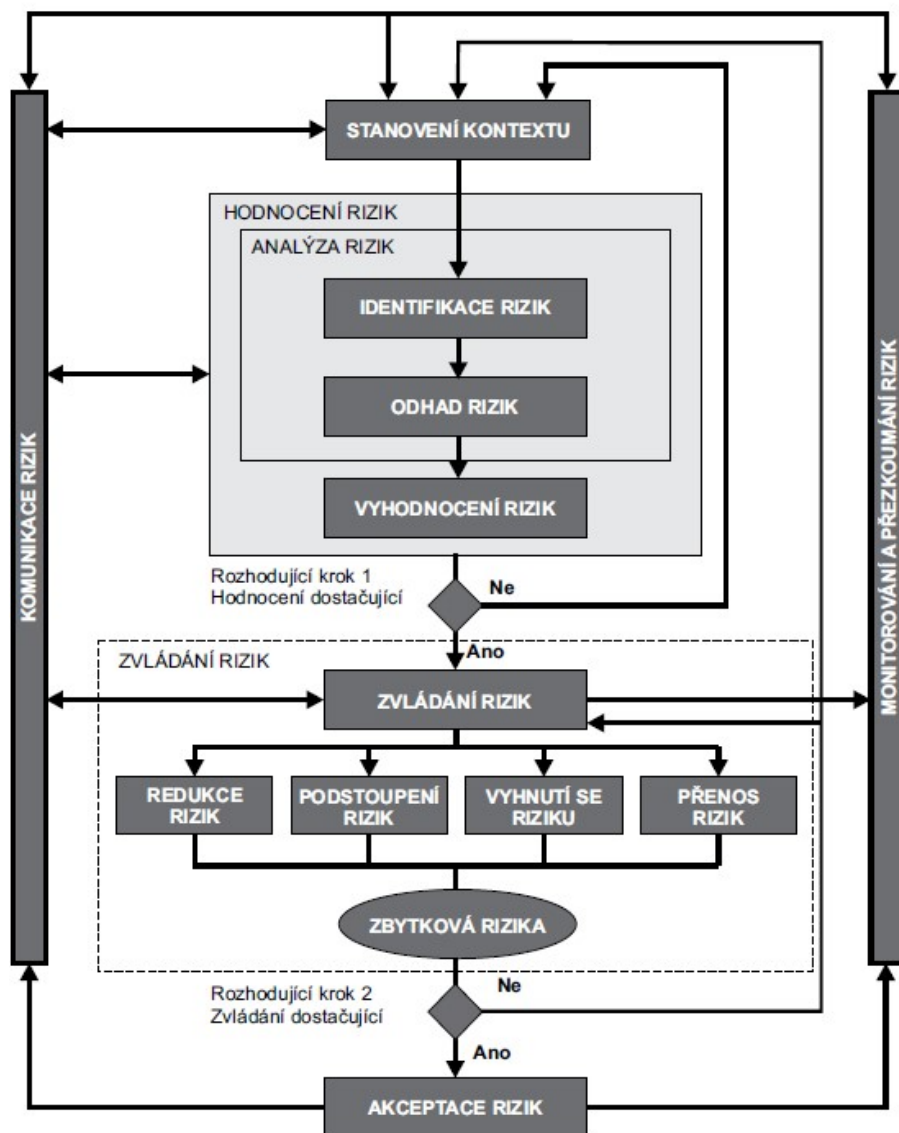 STANOVENÍ KONTEXTU
HODNOCENÍ RIZIK
ANALÝZA RIZIK
IDENTIFIKACE RIZIK
ODHAD RIZIK
VYHODNOCENÍ RIZIK
KOMUNIKACE RIZIK
MONITOROVÁNÍ A PŘEZKOUMÁNÍ RIZIK
Rozhodující krok 1
Hodnocení dostačující
Ne
Ano
ZVLÁDÁNÍ RIZIK
ZVLÁDÁNÍ RIZIK
REDUKCE
RIZIK
PODSTOUPENÍ
RIZIK
VYHNUTÍ SE
RIZIKU
PŘENOS
RIZIK
ZBYTKOVÁ RIZIKA
Rozhodující krok 2
Zvládání dostačující
Ne
Ano
AKCEPTACE RIZIK